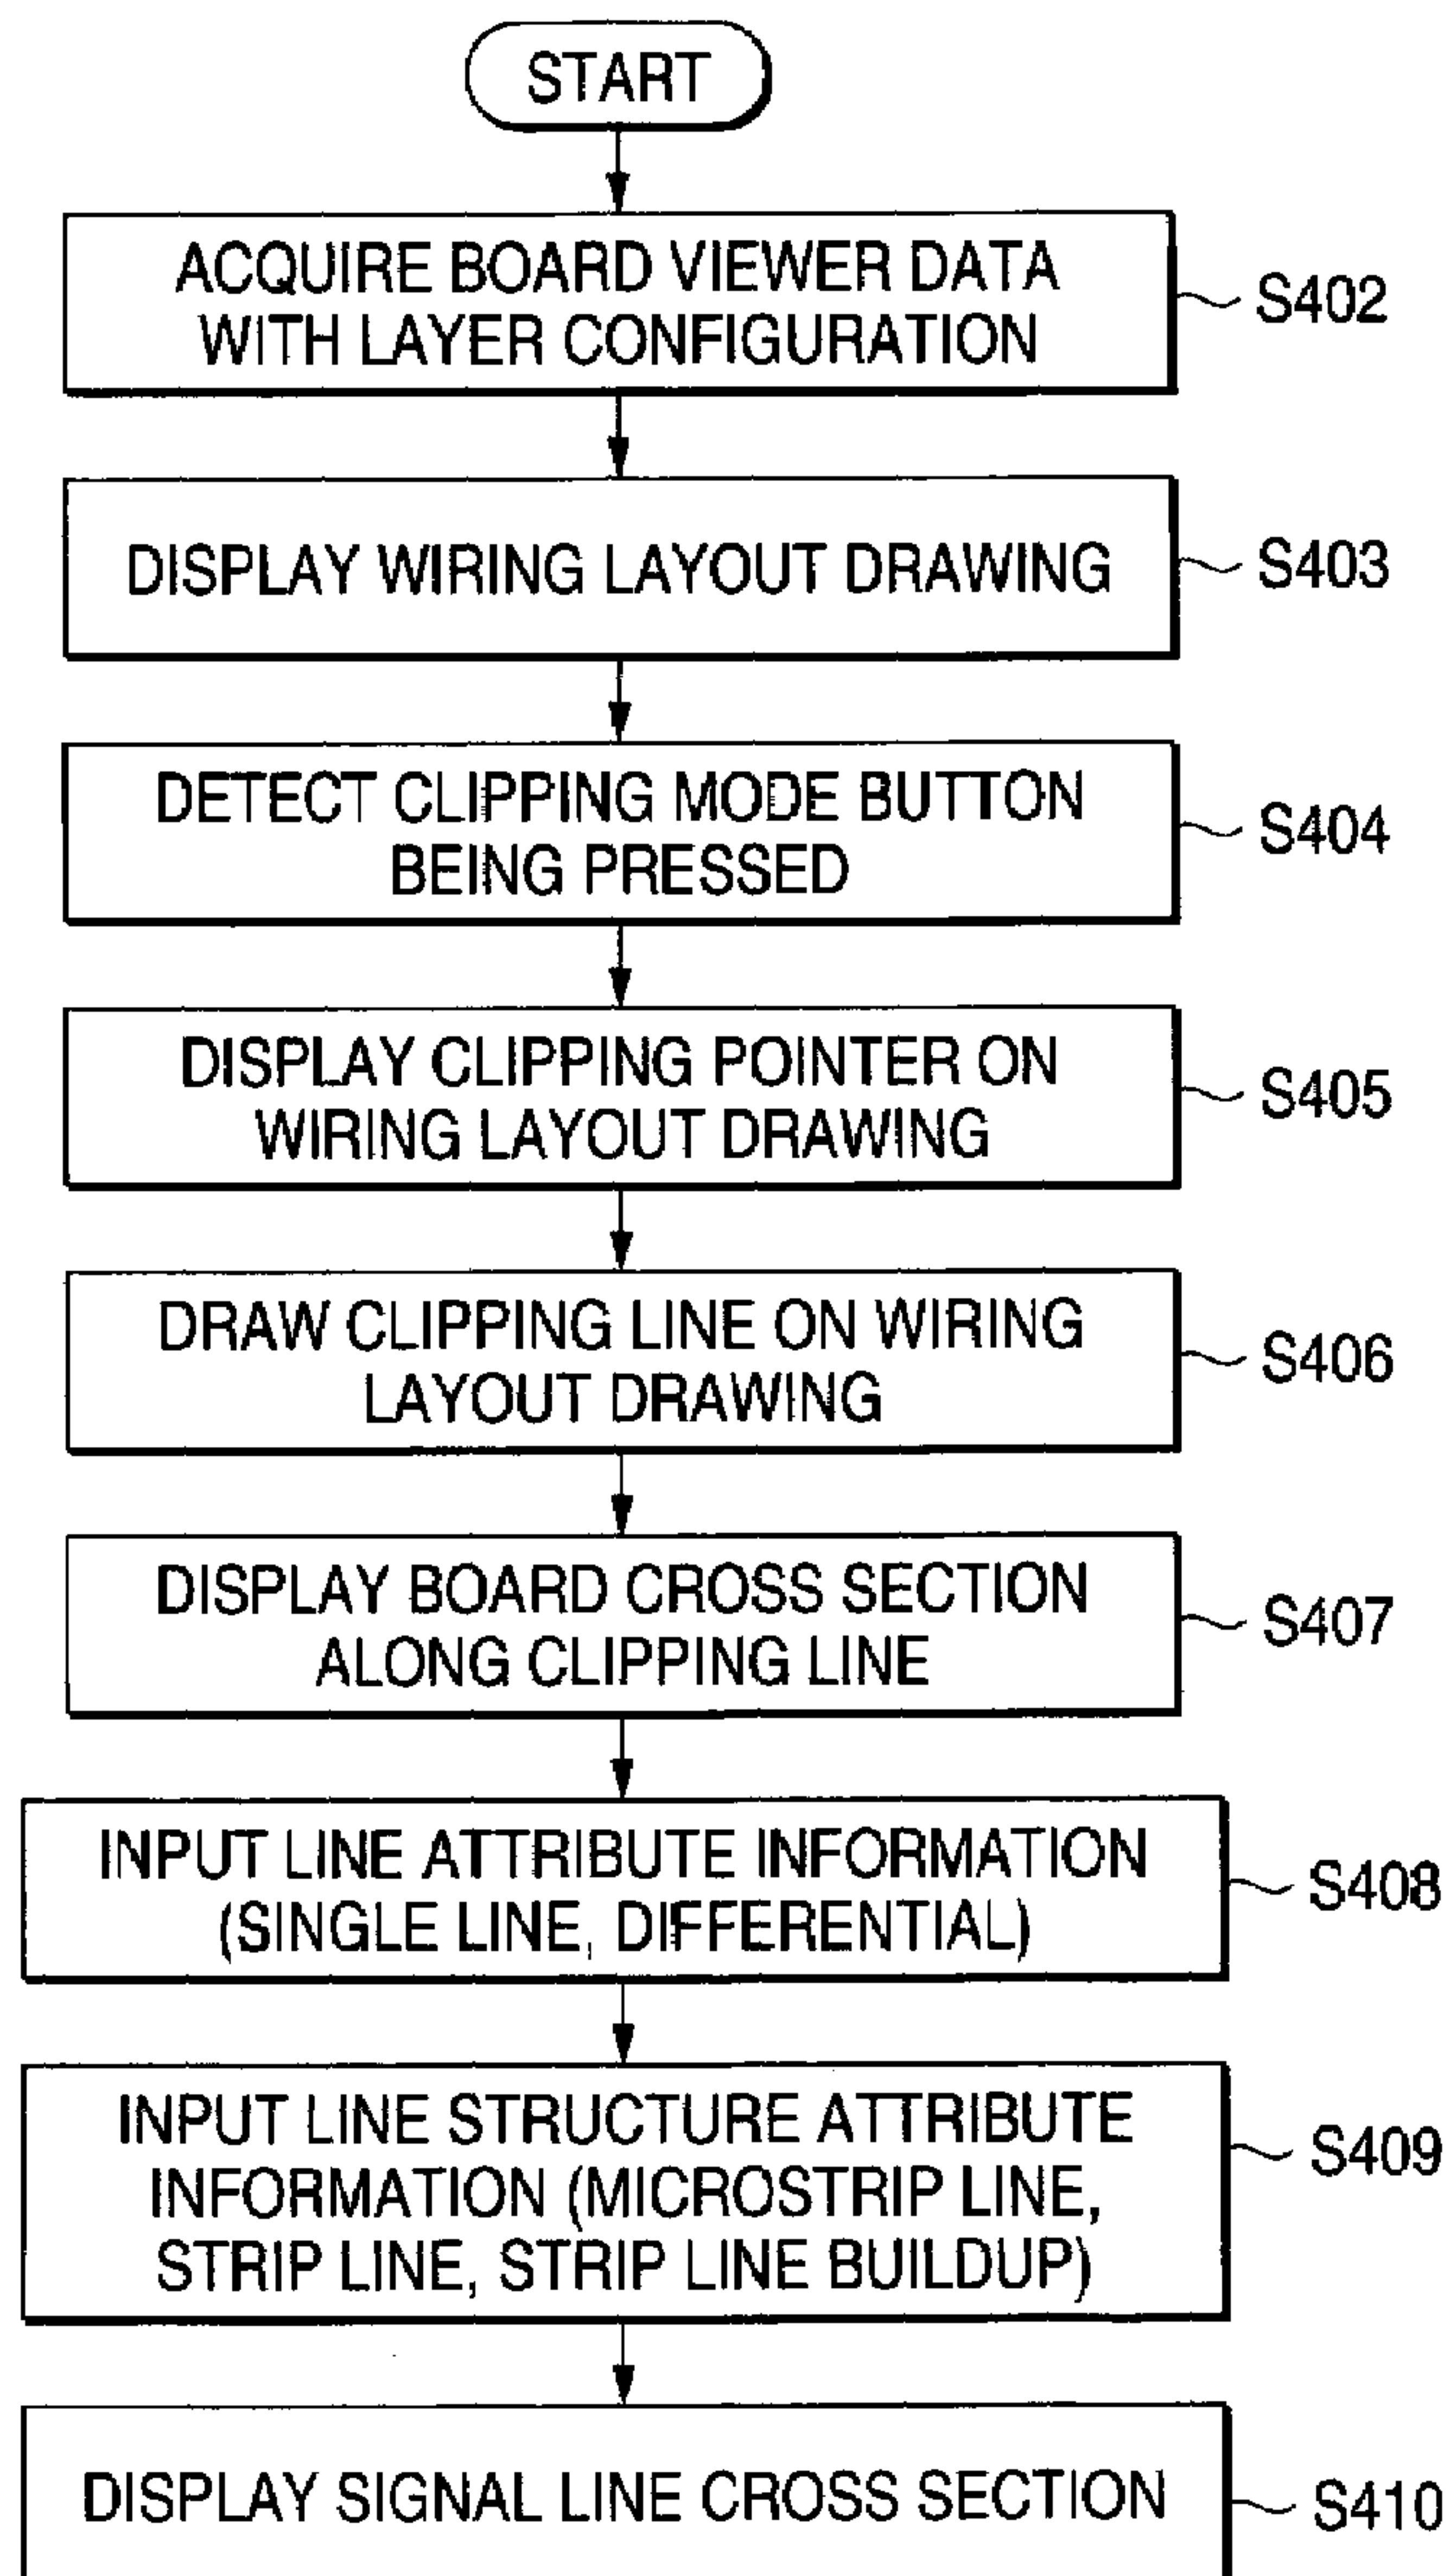 START
ACQUIRE BOARD VIEWER DATA
WITH LAYER CONFIGURATION
S402
DISPLAY WIRING LAYOUT DRAWING
S403
DETECT CLIPPING MODE BUTTON
BEING PRESSED
S404
DISPLAY CLIPPING POINTER ON
WIRING LAYOUT DRAWING
S405
DRAW CLIPPING LINE ON WIRING
LAYOUT DRAWING
S406
DISPLAY BOARD CROSS SECTION
ALONG CLIPPING LINE
S407
INPUT LINE ATTRIBUTE INFORMATION
(SINGLE LINE, DIFFERENTIAL)
S408
INPUT LINE STRUCTURE ATTRIBUTE
INFORMATION (MICROSTRIP LINE,
STRIP LINE, STRIP LINE BUILDUP)
S409
DISPLAY SIGNAL LINE CROSS SECTION
S410